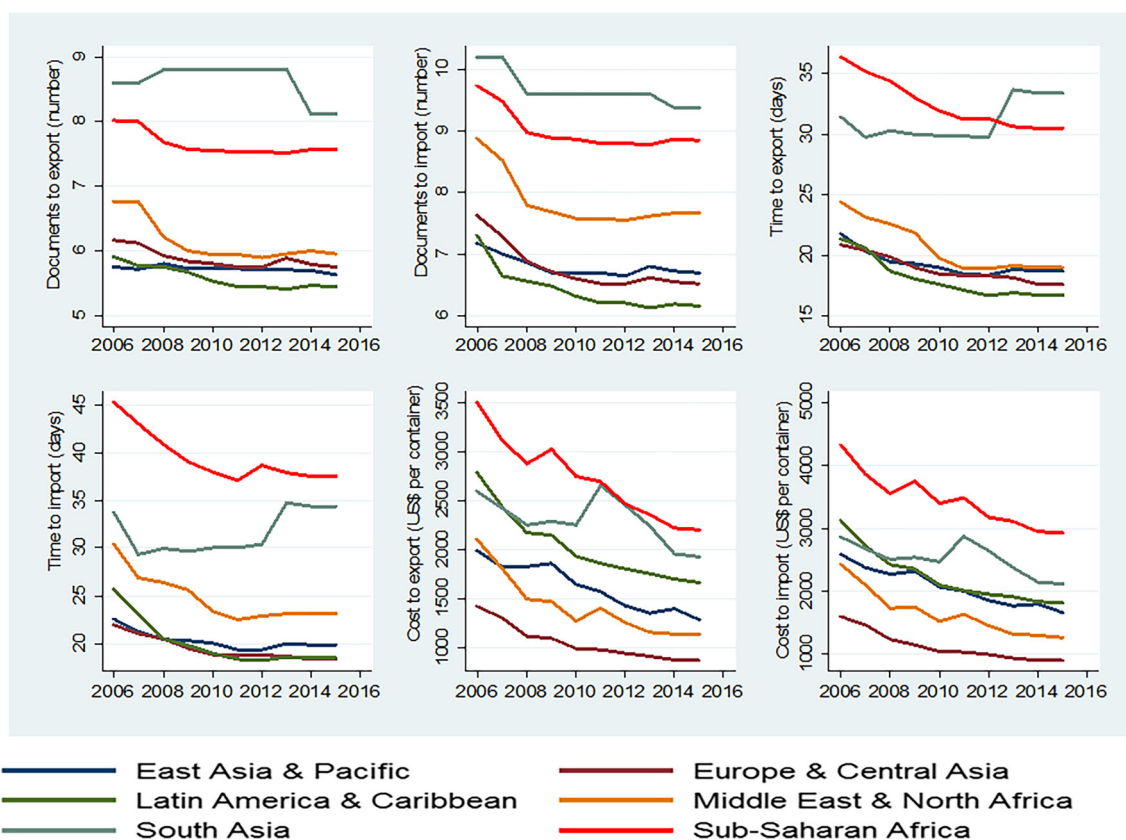 Documents to export (number)
9
8
7
6
5
2006 2008 2010 2012 2014 2016
Documents to import (number)
10
9
8
7
6
2006 2008 2010 2012 2014 2016
Time to export (days)
35
30
25
20
15
2006 2008 2010 2012 2014 2016
Time to import (days)
45
40
35
30
25
20
2006 2008 2010 2012 2014 2016
Cost to export (US$ per container)
3500
3000
2500
2000
1500
1000
2006 2008 2010 2012 2014 2016
Cost to import (US$ per container)
5000
4000
3000
2000
1000
2006 2008 2010 2012 2014 2016
East Asia & Pacific
Europe & Central Asia
Latin America & Caribbean
Middle East & North Africa
South Asia
Sub-Saharan Africa